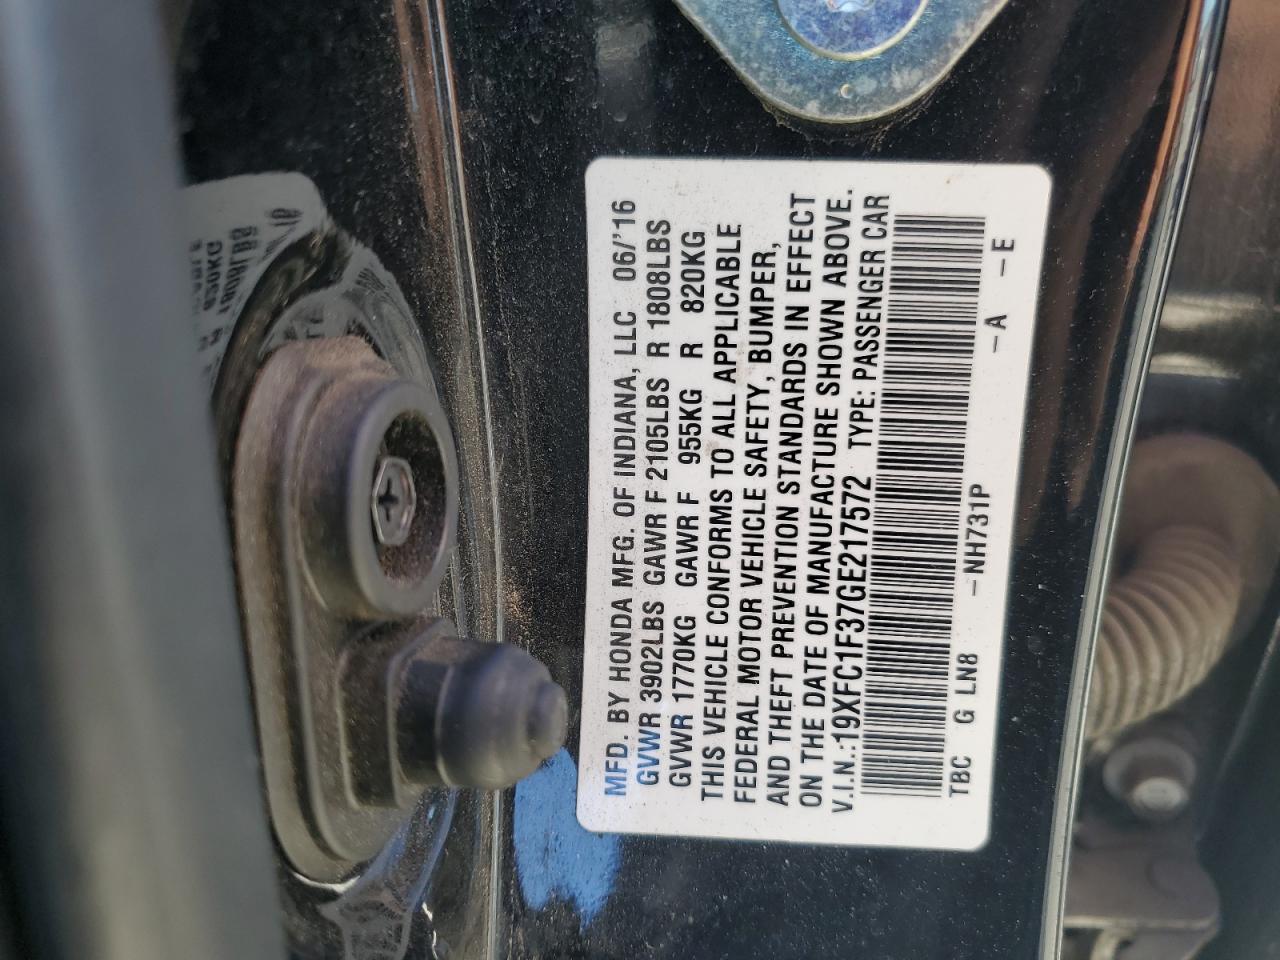 MFD. BY HONDA MFG. OF INDIANA, LLC 06/'16
GVWR 3902LBS GAWR F 2105LBS R 1808LBS
GVWR 1770KG GAWR F 955KG R 820KG
THIS VEHICLE CONFORMS TO ALL APPLICABLE
FEDERAL MOTOR VEHICLE SAFETY, BUMPER,
AND THEFT PREVENTION STANDARDS IN EFFECT
ON THE DATE OF MANUFACTURE SHOWN ABOVE.
V.I.N.:19XFC1F37GE217572 TYPE: PASSENGER CAR
TBC G LN8 –NH731P –A –E